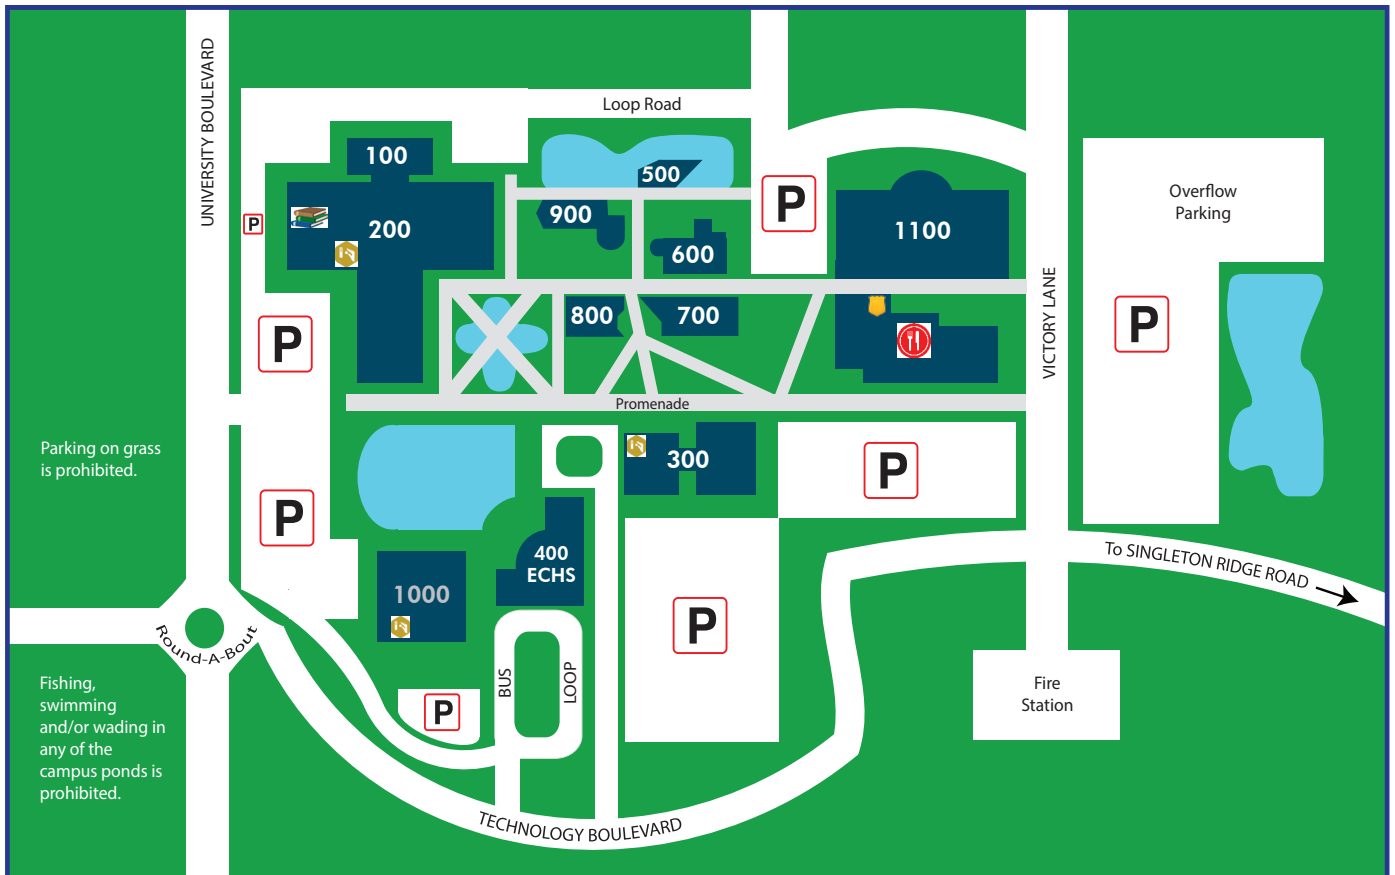 UNIVERSITY BOULEVARD
Loop Road
100
500
P
Overflow
Parking
P
200
900
1100
600
VICTORY LANE
P
800
700
P
Promenade
Parking on grass
is prohibited.
300
P
P
400
ECHS
To SINGLETON RIDGE ROAD
1000
Round-A-Bout
P
BUS
LOOP
Fire
Station
Fishing,
swimming
and/or wading in
any of the
campus ponds is
prohibited.
P
TECHNOLOGY BOULEVARD